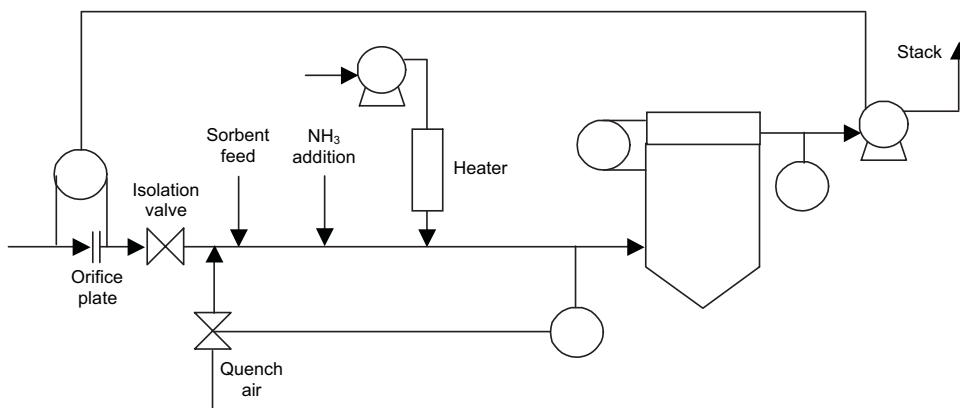 Stack
Sorbent
feed
NH₃
addition
Heater
Isolation
valve
Orifice
plate
Quench
air